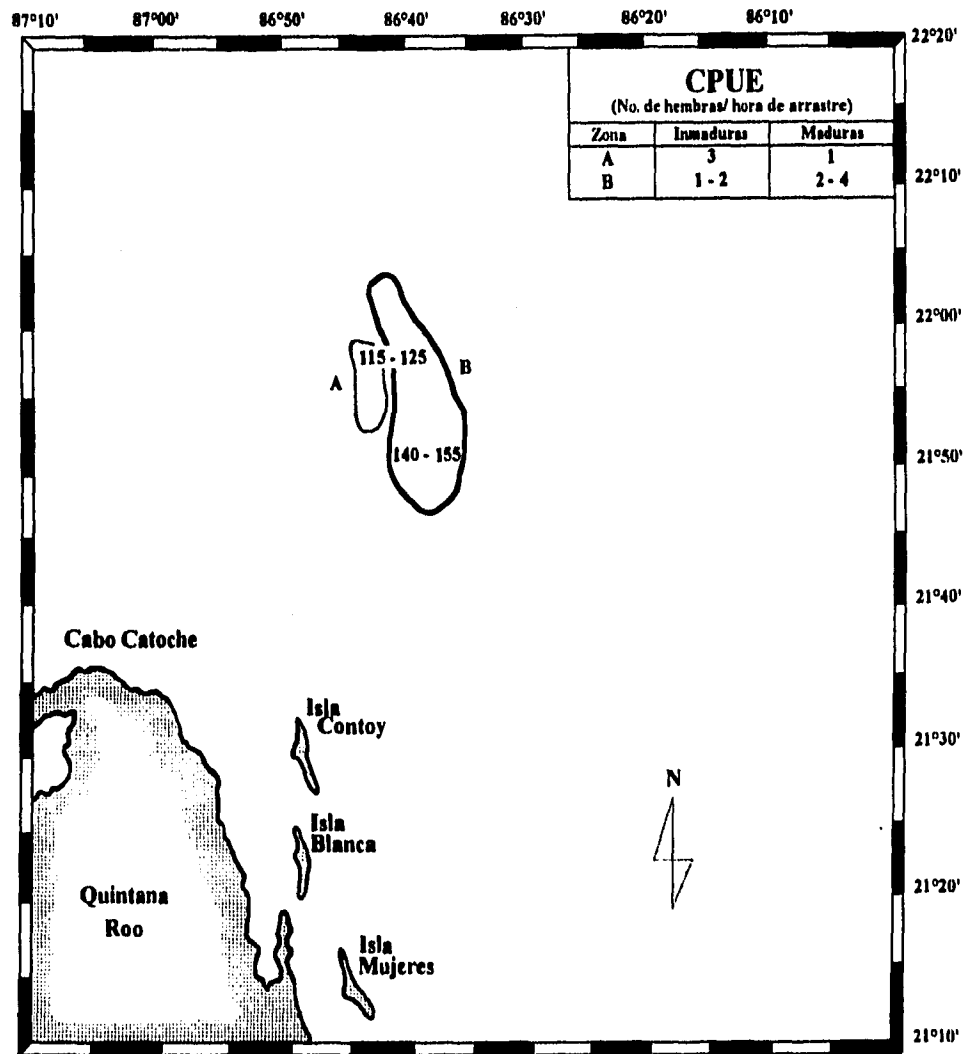 87°10' 87°00' 86°50' 86°40' 86°30' 86°20' 86°10'
22°20'
CPUE
(No. de hembras/ hora de arrastre)
Zona Inmaduras Maduras
A 3 1
B 1 - 2 2 - 4
22°10'
22°00'
115 - 125
A
B
140 - 155
21°50'
21°40'
Cabo Catoche
Isla
Contoy
21°30'
N
Isla
Blanca
21°20'
Quintana
Roo
Isla
Mujeres
21°10'